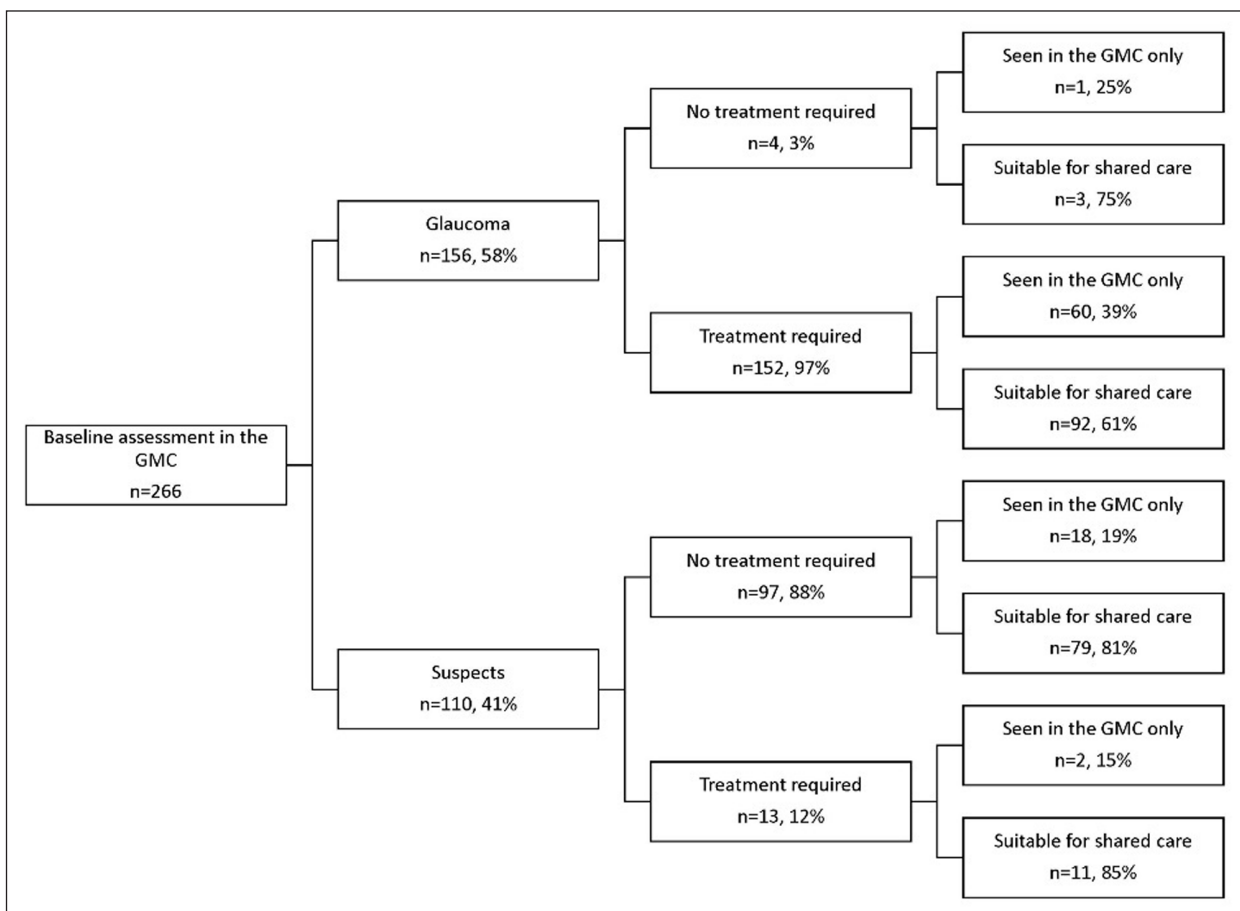 Baseline assessment in the
GMC
n=266
Glaucoma
n=156, 58%
No treatment required
n=4, 3%
Seen in the GMC only
n=1, 25%
Suitable for shared care
n=3, 75%
Treatment required
n=152, 97%
Seen in the GMC only
n=60, 39%
Suitable for shared care
n=92, 61%
Suspects
n=110, 41%
No treatment required
n=97, 88%
Seen in the GMC only
n=18, 19%
Suitable for shared care
n=79, 81%
Treatment required
n=13, 12%
Seen in the GMC only
n=2, 15%
Suitable for shared care
n=11, 85%